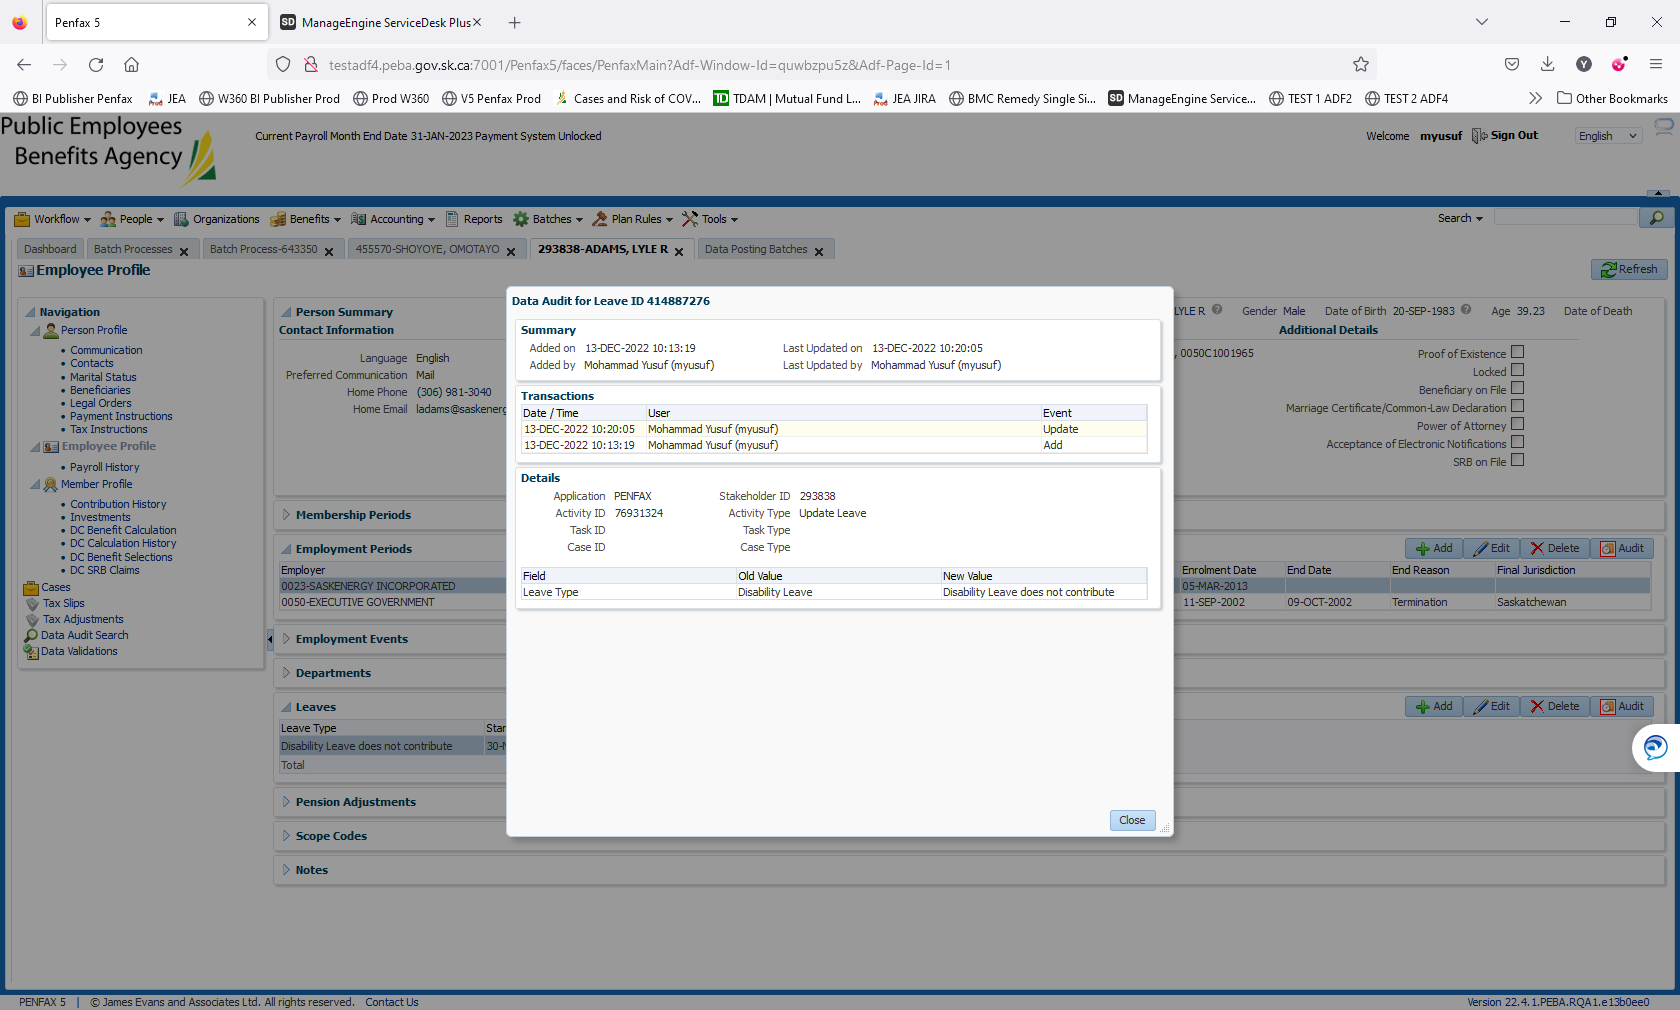 Penfax 5
SD ManageEngine ServiceDesk Plus
testadf4.peba.gov.sk.ca:7001/Penfax5/faces/PenfaxMain?Adf-Window-Id=quwbzpu5z&Adf-Page-Id=1
Y
BI Publisher Penfax JEA W360 BI Publisher Prod Prod W360 V5 Penfax Prod Cases and Risk of COV... TD TDAM | Mutual Fund L... JEA JIRA BMC Remedy Single Si... SD ManageEngine Service... TEST 1 ADF2 TEST 2 ADF4 Other Bookmarks
Public Employees
Benefits Agency
Current Payroll Month End Date 31-JAN-2023 Payment System Unlocked
Welcome myusuf Sign Out English
Workflow People Organizations Benefits Accounting Reports Batches Plan Rules Tools Search
Dashboard Batch Processes Batch Process-643350 455570-SHOYOYE, OMOTAYO 293838-ADAMS, LYLE R Data Posting Batches
Employee Profile
Refresh
Navigation
Person Profile
Communication
Contacts
Marital Status
Beneficiaries
Legal Orders
Payment Instructions
Tax Instructions
Employee Profile
Payroll History
Member Profile
Contribution History
Investments
DC Benefit Calculation
DC Calculation History
DC Benefit Selections
DC SRB Claims
Cases
Tax Slips
Tax Adjustments
Data Audit Search
Data Validations
Person Summary
LYLE R Gender Male Date of Birth 20-SEP-1983 Age 39.23 Date of Death
Contact Information
Language English
Preferred Communication Mail
Home Phone (306) 981-3040
Home Email ladams@saskenerg
Additional Details
, 0050C1001965
Proof of Existence
Locked
Beneficiary on File
Marriage Certificate/Common-Law Declaration
Power of Attorney
Acceptance of Electronic Notifications
SRB on File
Membership Periods
Employment Periods
Add Edit Delete Audit
Employer Enrolment Date End Date End Reason Final Jurisdiction
0023-SASKENERGY INCORPORATED 05-MAR-2013
0050-EXECUTIVE GOVERNMENT 11-SEP-2002 09-OCT-2002 Termination Saskatchewan
Employment Events
Departments
Leaves
Add Edit Delete Audit
Leave Type Star
Disability Leave does not contribute 30-N
Total
Pension Adjustments
Scope Codes
Notes
Data Audit for Leave ID 414887276
Summary
Added on 13-DEC-2022 10:13:19 Last Updated on 13-DEC-2022 10:20:05
Added by Mohammad Yusuf (myusuf) Last Updated by Mohammad Yusuf (myusuf)
Transactions
Date / Time User Event
13-DEC-2022 10:20:05 Mohammad Yusuf (myusuf) Update
13-DEC-2022 10:13:19 Mohammad Yusuf (myusuf) Add
Details
Application PENFAX Stakeholder ID 293838
Activity ID 76931324 Activity Type Update Leave
Task ID Task Type
Case ID Case Type
Field Old Value New Value
Leave Type Disability Leave Disability Leave does not contribute
Close
PENFAX 5 | © James Evans and Associates Ltd. All rights reserved. Contact Us
Version 22.4.1.PEBA.RQA1.e13b0ee0